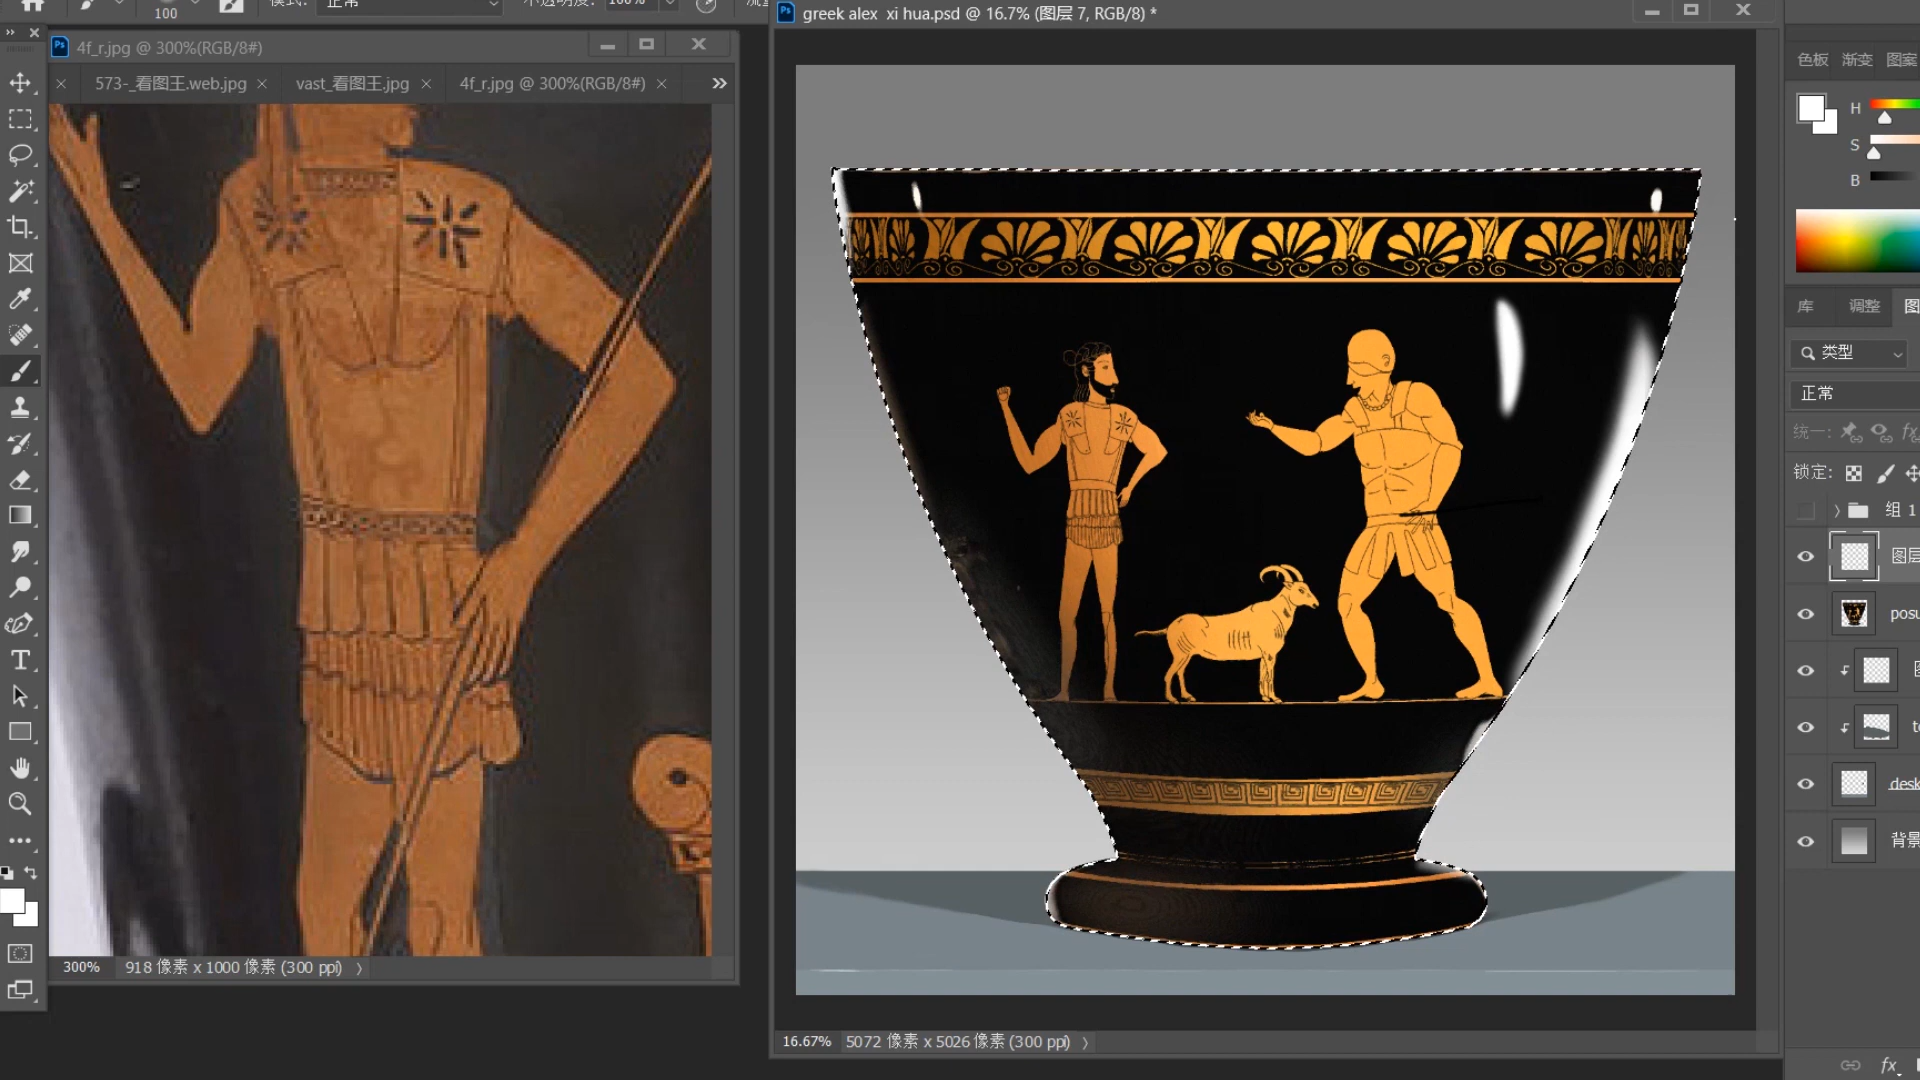 100
正常
100%
greek alex xi hua.psd @ 16.7% (图层 7, RGB/8) *
4f_r.jpg @ 300%(RGB/8#)
573-_看图王.web.jpg
vast_看图王.jpg
4f_r.jpg @ 300%(RGB/8#)
色板
渐变
图案
H
S
B
库
调整
类型
正常
统一:
fx
锁定:
组 1
图层
T
300%
918 像素 x 1000 像素 (300 ppi)
16.67%
5072 像素 x 5026 像素 (300 ppi)
背景
fx